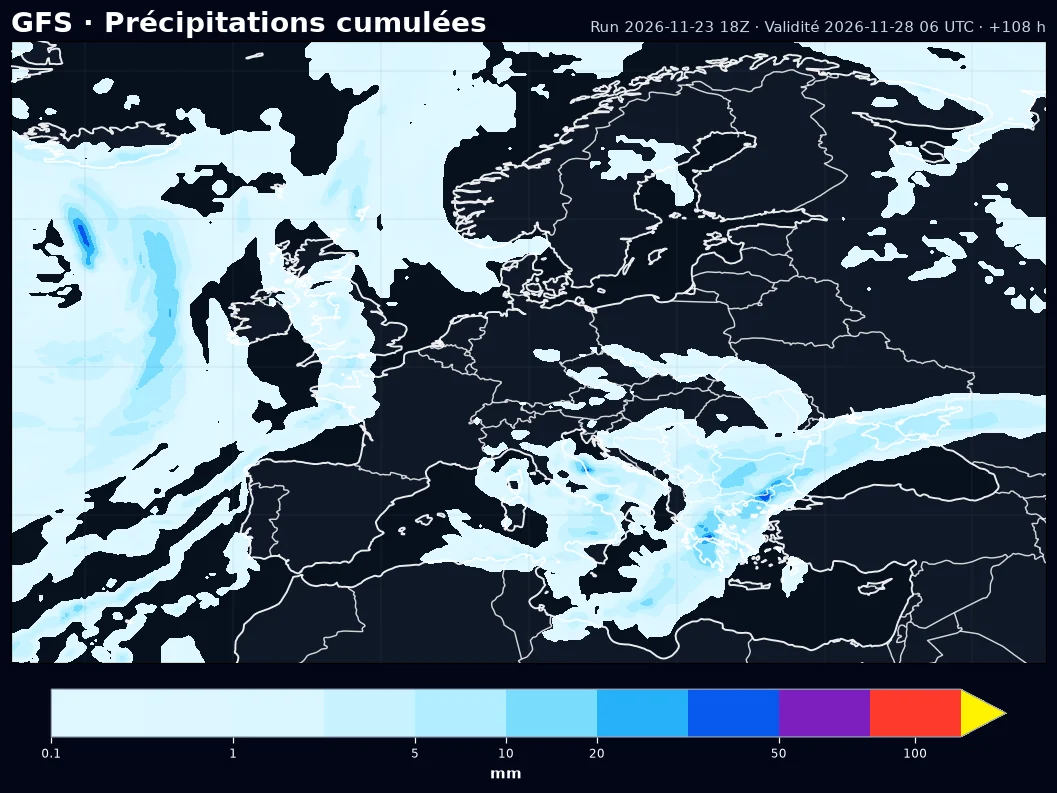 GFS · Précipitations cumulées
Run 2026-11-23 18Z · Validité 2026-11-28 06 UTC · +108 h
0.1 1 5 10 20 50 100
mm